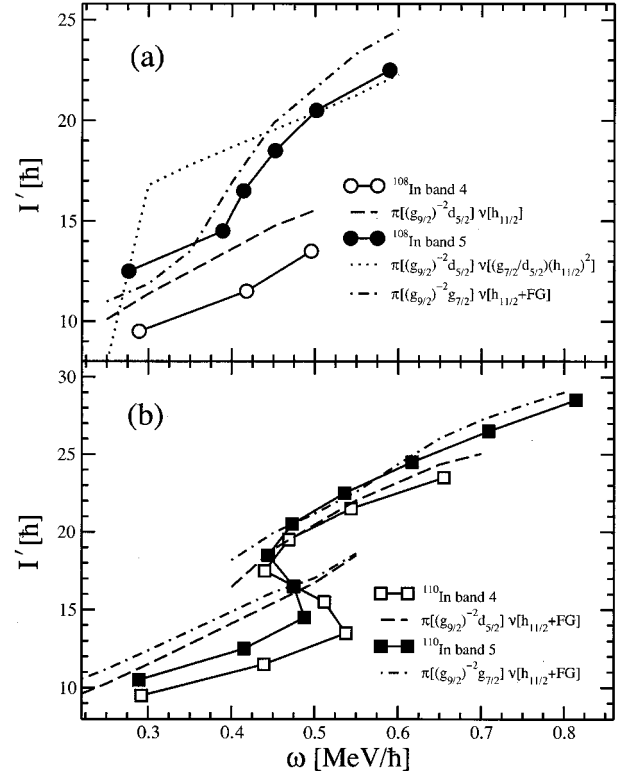 (a)
I′[ħ]
25
20
15
10
¹⁰⁸In band 4
π[(g₉/₂)⁻²d₅/₂] ν[h₁₁/₂]
¹⁰⁸In band 5
π[(g₉/₂)⁻²d₅/₂] ν[(g₇/₂/d₅/₂)(h₁₁/₂)²]
π[(g₉/₂)⁻²g₇/₂] ν[h₁₁/₂+FG]
(b)
I′[ħ]
30
25
20
15
10
¹¹⁰In band 4
π[(g₉/₂)⁻²d₅/₂] ν[h₁₁/₂+FG]
¹¹⁰In band 5
π[(g₉/₂)⁻²g₇/₂] ν[h₁₁/₂+FG]
0.3 0.4 0.5 0.6 0.7 0.8
ω [MeV/ħ]